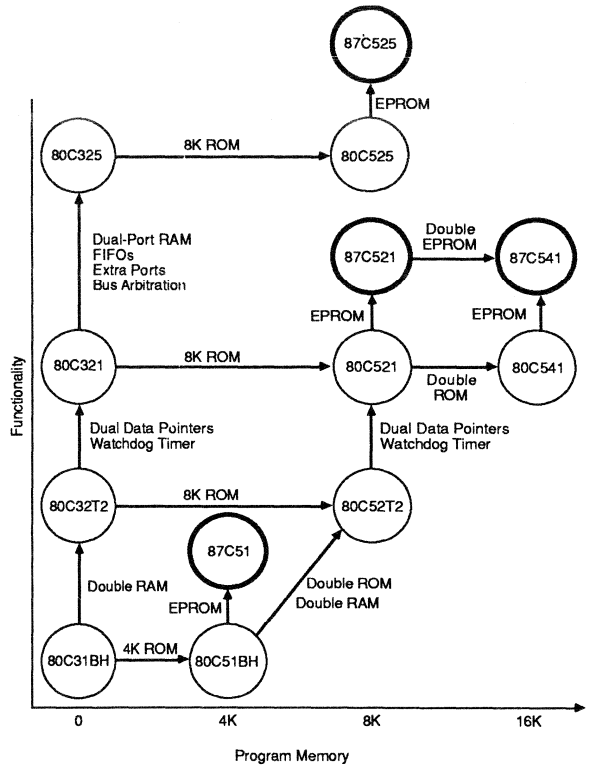 87C525
EPROM
80C325
8K ROM
80C525
Dual-Port RAM
FIFOs
Extra Ports
Bus Arbitration
87C521
Double
EPROM
87C541
EPROM
EPROM
80C321
8K ROM
80C521
Double
ROM
80C541
Functionality
Dual Data Pointers
Watchdog Timer
Dual Data Pointers
Watchdog Timer
80C32T2
8K ROM
80C52T2
87C51
Double RAM
EPROM
Double ROM
Double RAM
80C31BH
4K ROM
80C51BH
0
4K
8K
16K
Program Memory